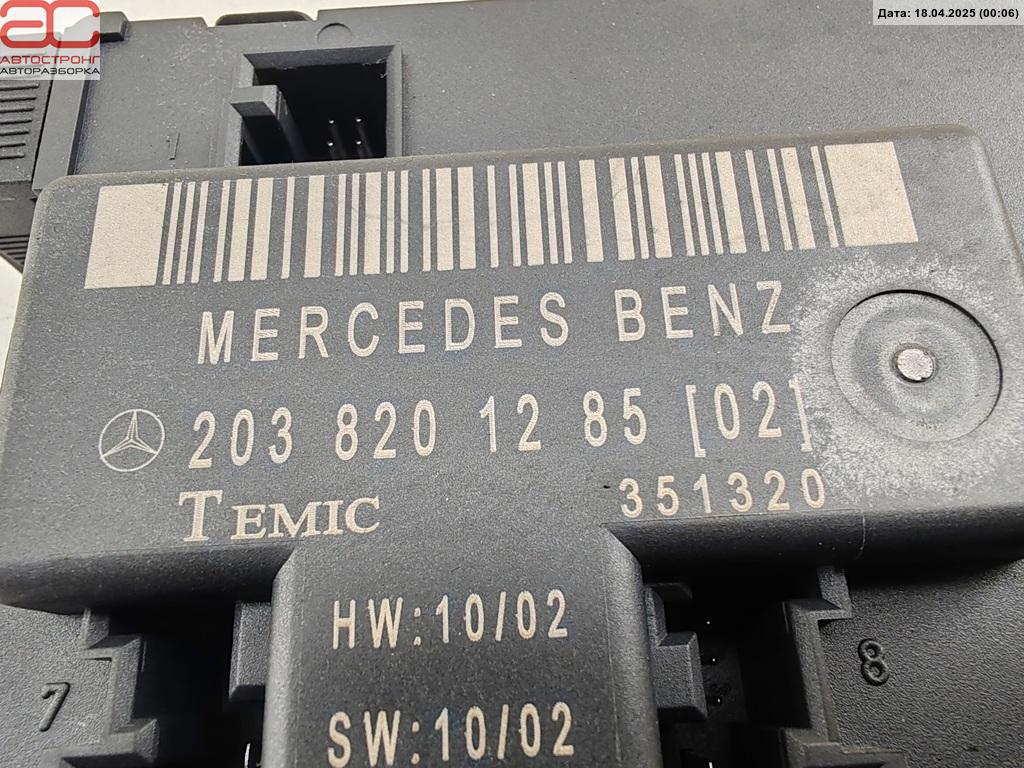 Дата: 18.04.2025 (00:06)
АС
АВТОСТРОНГ
АВТОРАЗБОРКА
1
MERCEDES BENZ
203 820 12 85 [02]
TEMIC 351320
HW:10/02
7 8
SW:10/02